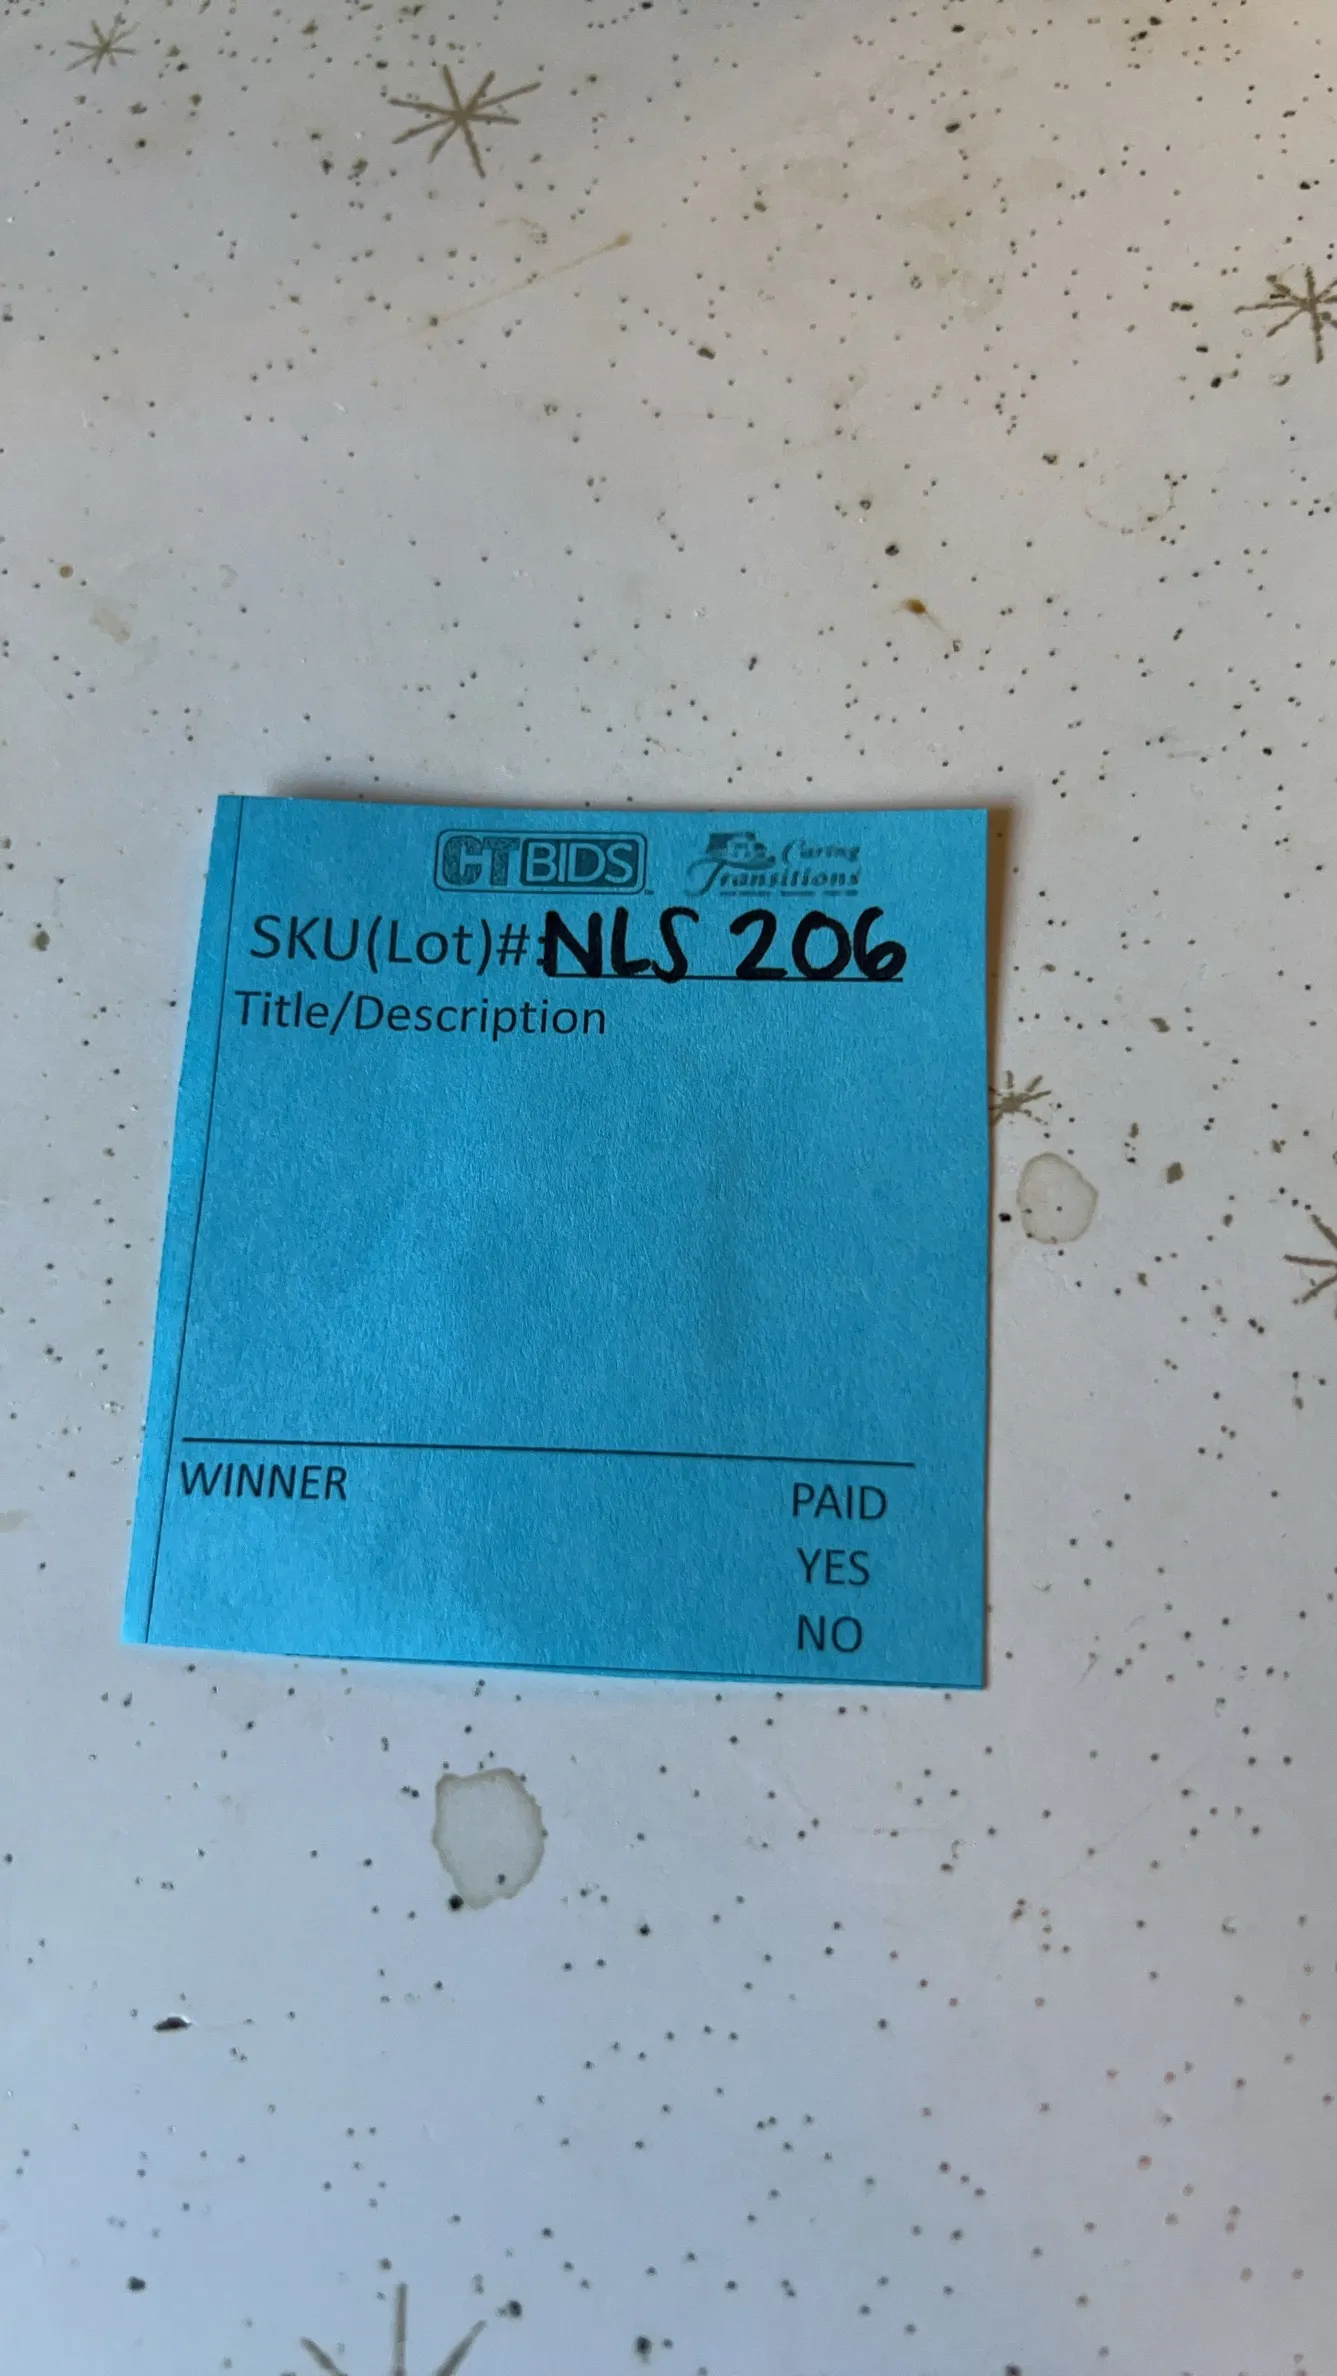 CTBIDS
Caring
Transitions
SKU(Lot)#:NLS 206
Title/Description
WINNER
PAID
YES
NO